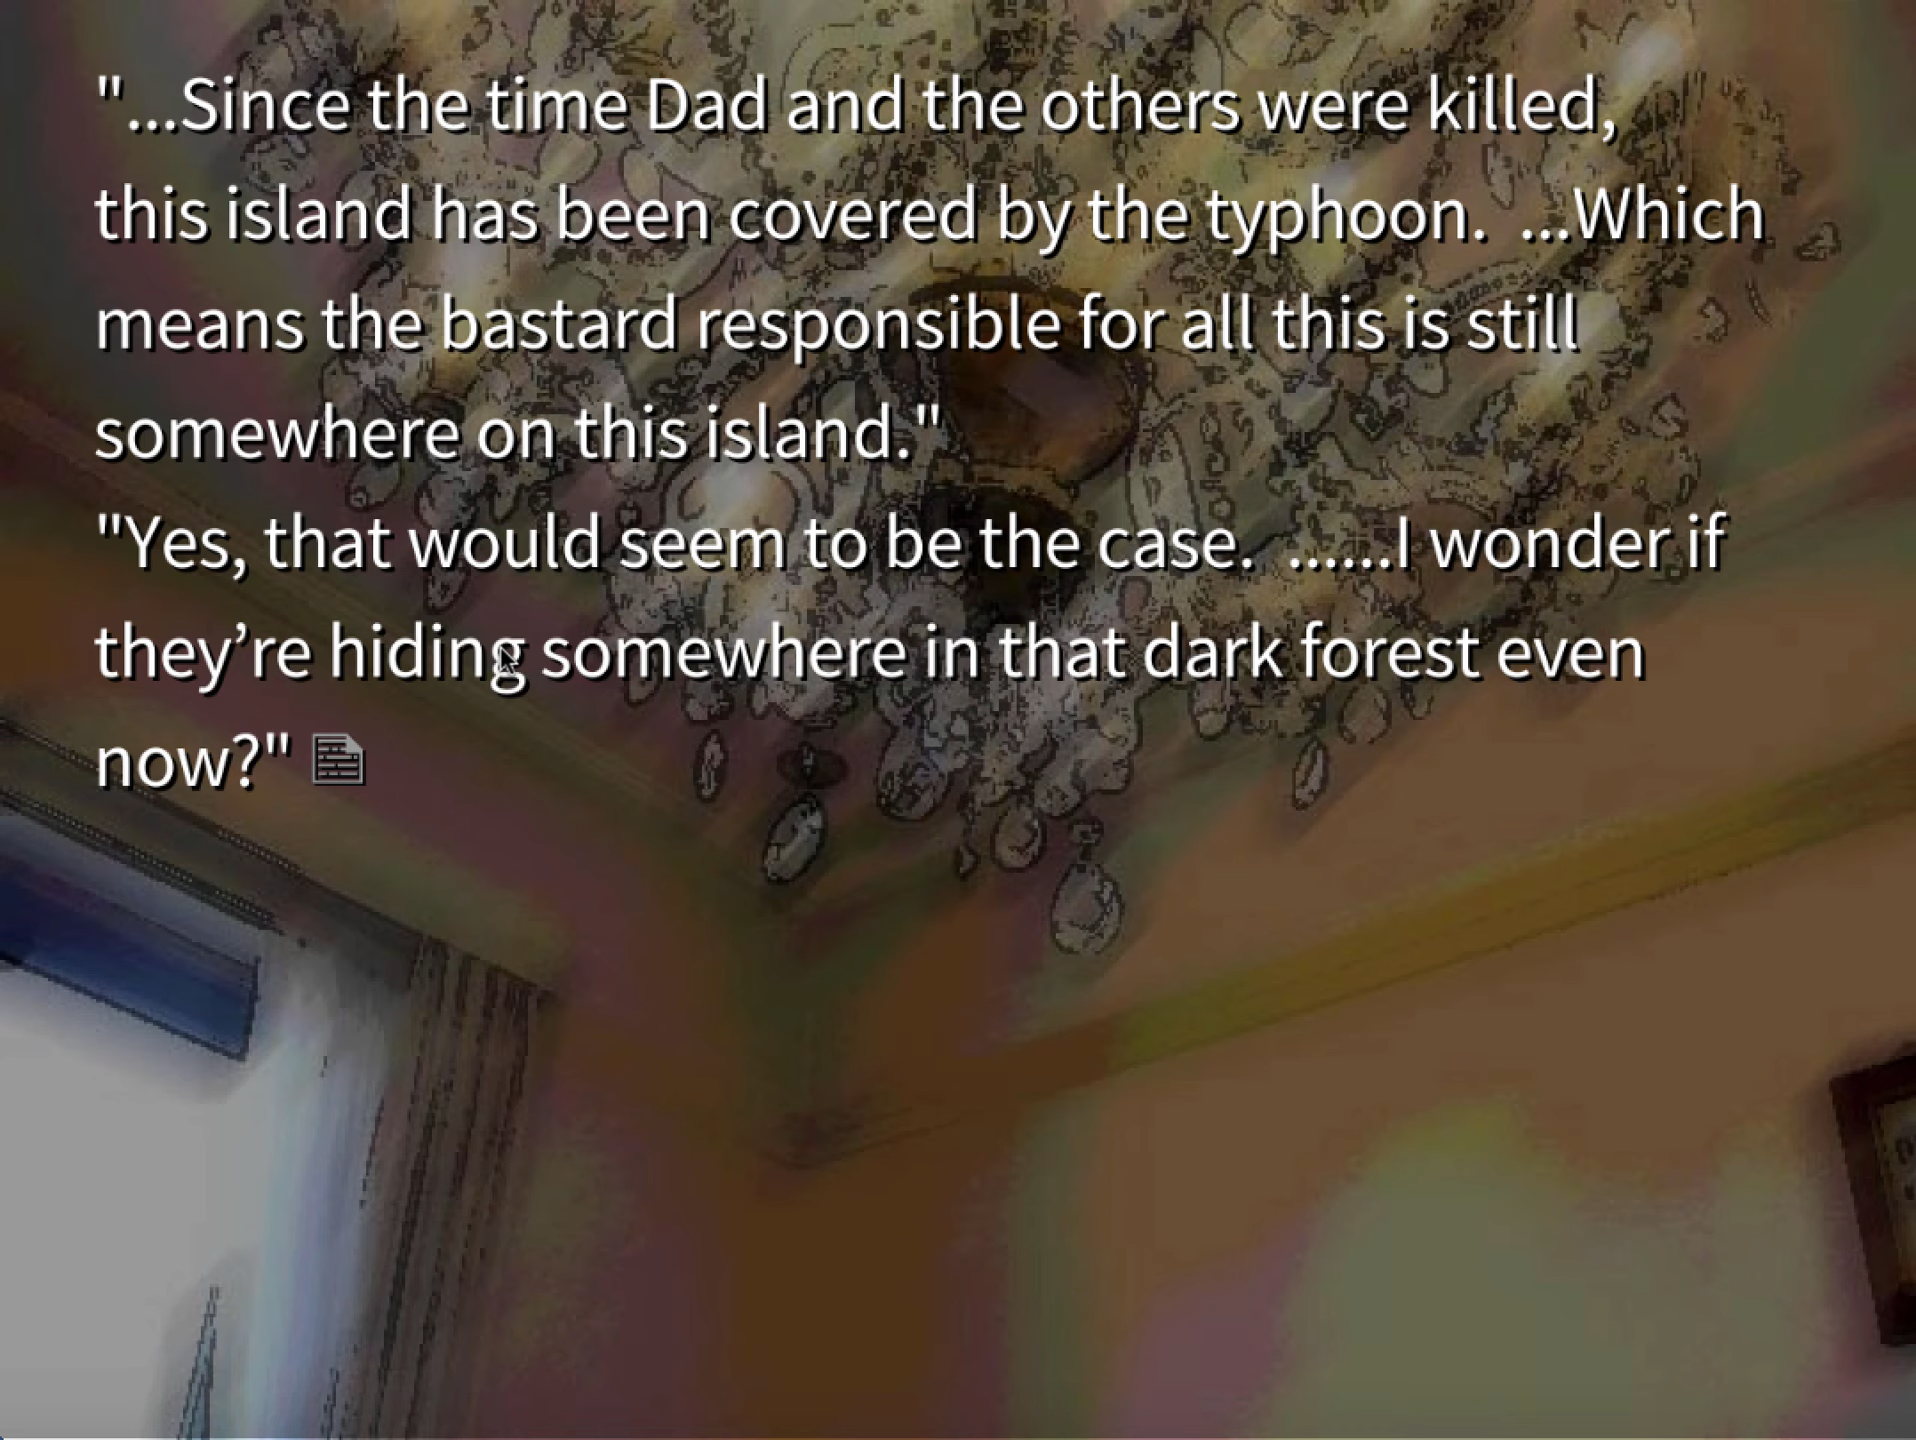 "...Since the time Dad and the others were killed,
this island has been covered by the typhoon.  ...Which
means the bastard responsible for all this is still
somewhere on this island."
"Yes, that would seem to be the case.  ......I wonder if
they’re hiding somewhere in that dark forest even
now?"